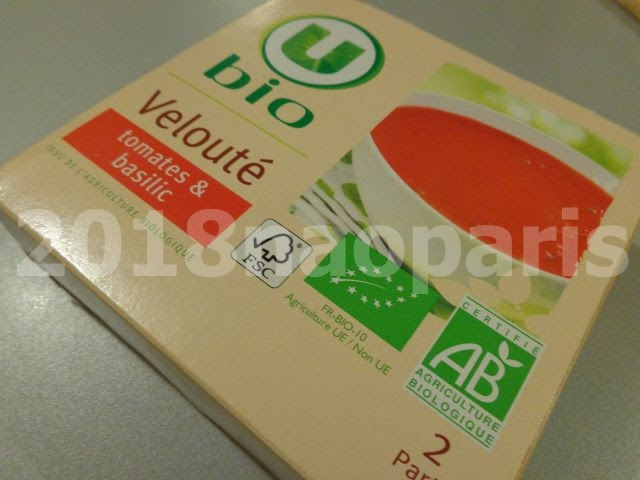 U
bio
Velouté
tomates &
basilic
ISSU DE L'AGRICULTURE BIOLOGIQUE
2018naoparis
FSC
FR-BIO-10
Agriculture UE / Non UE
CERTIFIÉ
AB
AGRICULTURE
BIOLOGIQUE
2